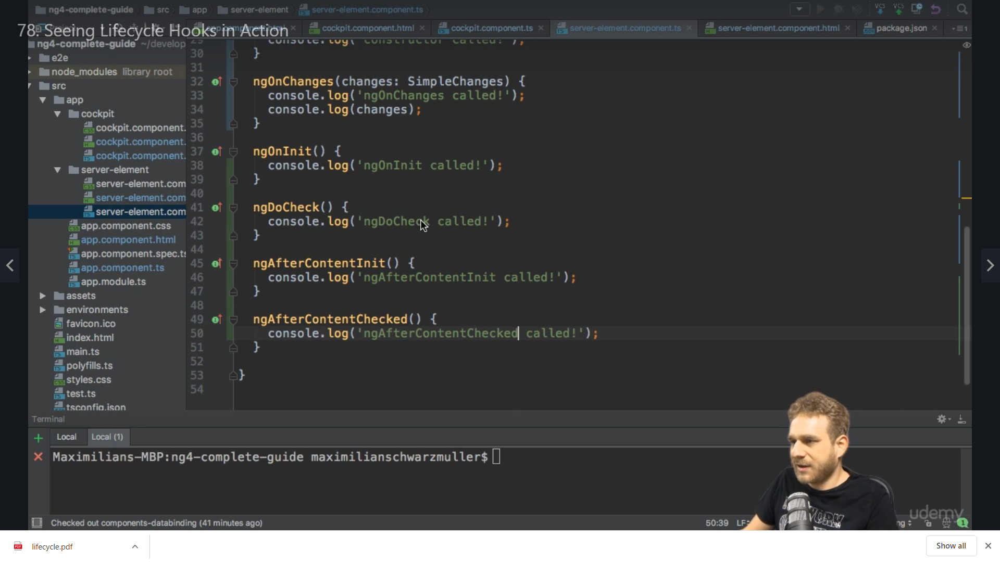 ng4-complete-guide src app server-element server-element.component.ts
VCS VCS
78. Seeing Lifecycle Hooks in Action
cockpit.component.html cockpit.component.ts server-element.component.ts server-element.component.html package.json
ng4-complete-guide ~/develop
e2e
node_modules library root
src
app
cockpit
cockpit.component.
cockpit.component.
cockpit.component.
server-element
server-element.com
server-element.com
server-element.com
app.component.css
app.component.html
app.component.spec.ts
app.component.ts
app.module.ts
assets
environments
favicon.ico
index.html
main.ts
polyfills.ts
styles.css
test.ts
tsconfig.json
29 console.log('Constructor called!');
30 }
31
32 ngOnChanges(changes: SimpleChanges) {
33 console.log('ngOnChanges called!');
34 console.log(changes);
35 }
36
37 ngOnInit() {
38 console.log('ngOnInit called!');
39 }
40
41 ngDoCheck() {
42 console.log('ngDoCheck called!');
43 }
44
45 ngAfterContentInit() {
46 console.log('ngAfterContentInit called!');
47 }
48
49 ngAfterContentChecked() {
50 console.log('ngAfterContentChecked called!');
51 }
52
53 }
54
Terminal
Local Local (1)
Maximilians-MBP:ng4-complete-guide maximilianschwarzmuller$
udemy
Checked out components-databinding (41 minutes ago) 50:39 LF
1
lifecycle.pdf
Show all